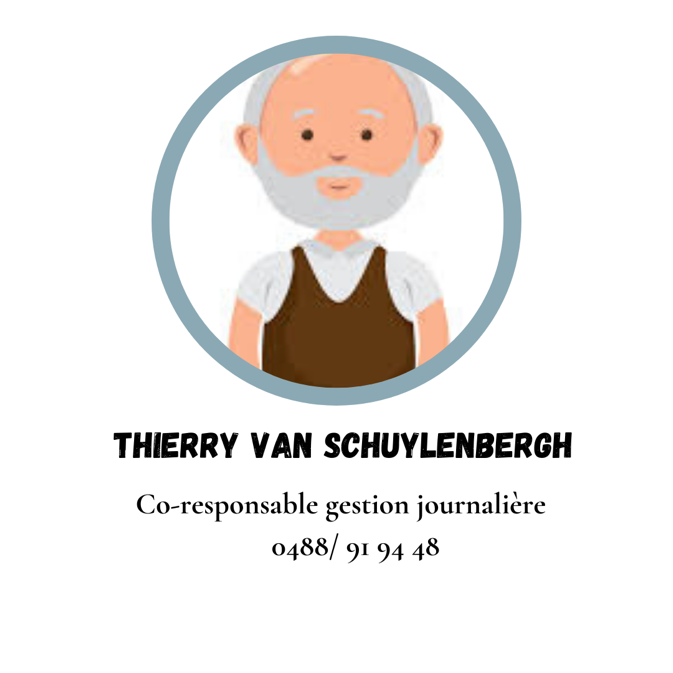 THIERRY VAN SCHUYLENBERGH
Co-responsable gestion journalière
0488/ 91 94 48